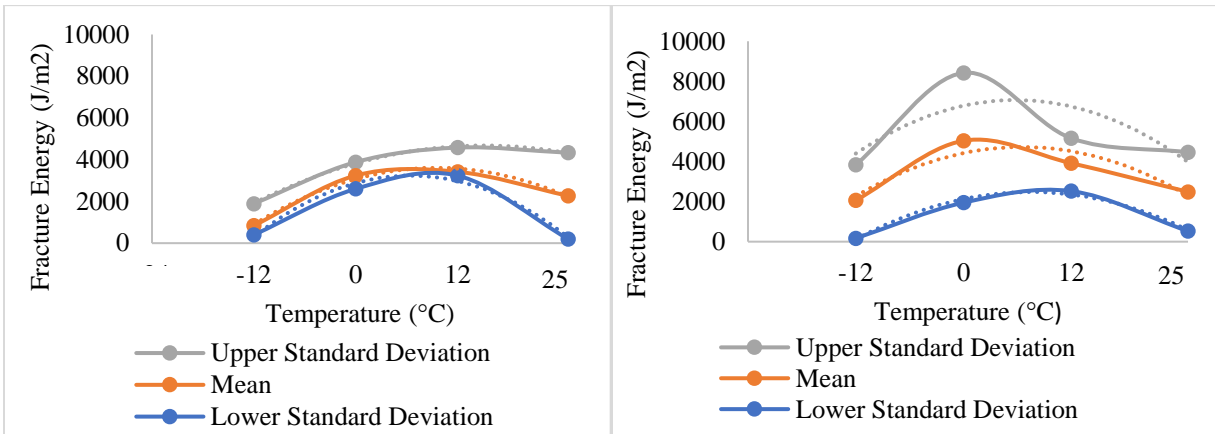 10000
8000
6000
4000
2000
0
Fracture Energy (J/m2)
-12
0
12
25
Temperature (°C)
Upper Standard Deviation
Mean
Lower Standard Deviation
10000
8000
6000
4000
2000
0
Fracture Energy (J/m2)
-12
0
12
25
Temperature (°C)
Upper Standard Deviation
Mean
Lower Standard Deviation